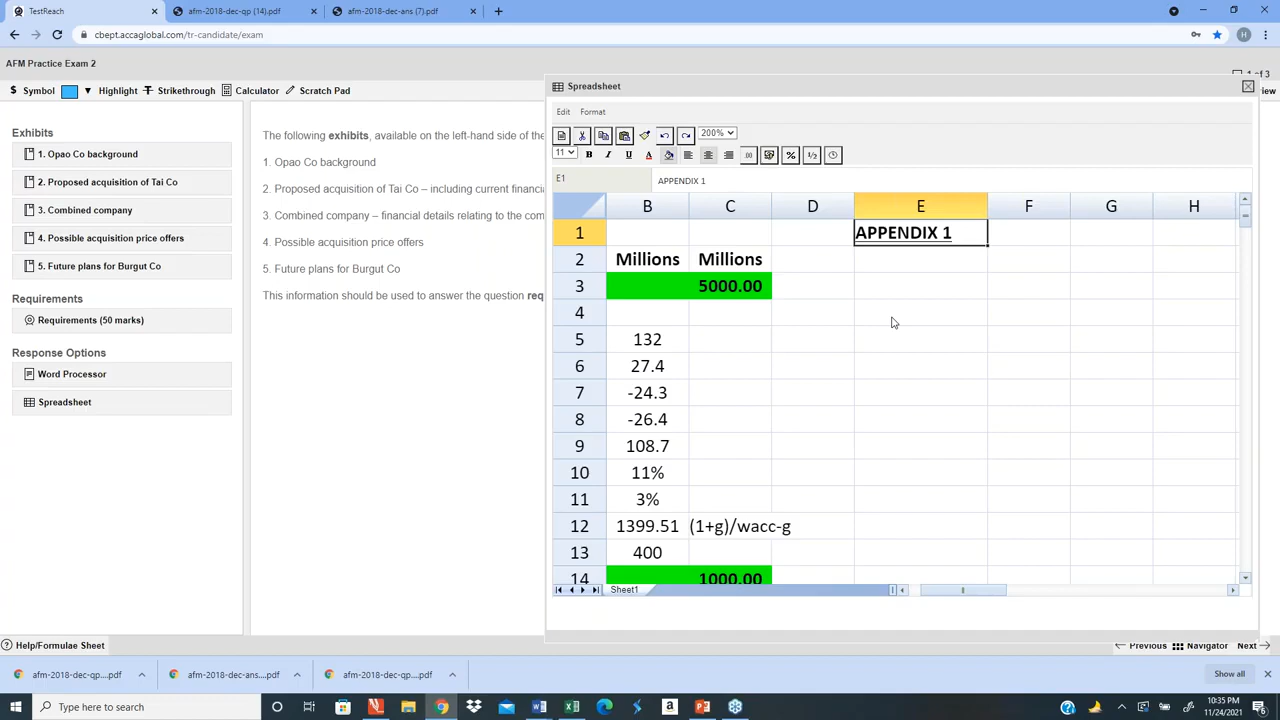 TestReach
afm-2018-dec-qp (14).pdf
afm-2018-dec-ans (7).pdf
cbept.accaglobal.com/tr-candidate/exam
H
AFM Practice Exam 2
1 of 3
$ Symbol
Highlight
Strikethrough
Calculator
Scratch Pad
view
Exhibits
1. Opao Co background
2. Proposed acquisition of Tai Co
3. Combined company
4. Possible acquisition price offers
5. Future plans for Burgut Co
Requirements
Requirements (50 marks)
Response Options
Word Processor
Spreadsheet
The following exhibits, available on the left-hand side of the
1. Opao Co background
2. Proposed acquisition of Tai Co – including current financi
3. Combined company – financial details relating to the com
4. Possible acquisition price offers
5. Future plans for Burgut Co
This information should be used to answer the question req
Spreadsheet
Edit Format
200%
11 B I U A .00 % 1/2
E1 APPENDIX 1
B C D E F G H
1 APPENDIX 1
2 Millions Millions
3 5000.00
4
5 132
6 27.4
7 -24.3
8 -26.4
9 108.7
10 11%
11 3%
12 1399.51 (1+g)/wacc-g
13 400
14 1000.00
Sheet1
Help/Formulae Sheet
Previous Navigator Next
afm-2018-dec-qp....pdf
afm-2018-dec-ans....pdf
afm-2018-dec-qp....pdf
Show all
Type here to search
10:35 PM
11/24/2021